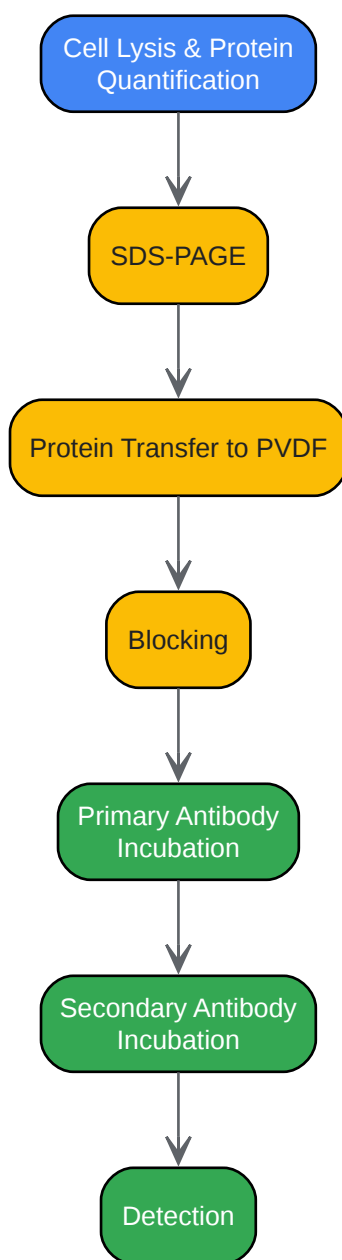 Cell Lysis & Protein
Quantification
SDS-PAGE
Protein Transfer to PVDF
Blocking
Primary Antibody
Incubation
Secondary Antibody
Incubation
Detection